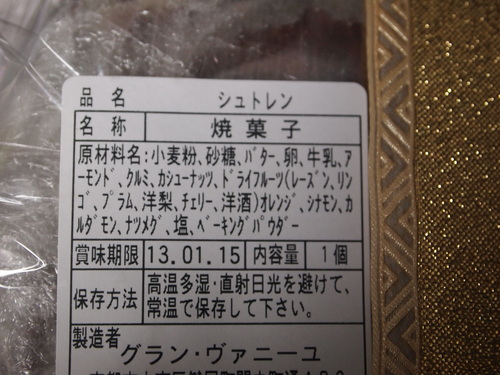 品名 シュトレン
名称 焼菓子
原材料名:小麦粉、砂糖、バター、卵、牛乳、ア
ーモンド、クルミ、カシューナッツ、ドライフルーツ(レーズン、リン
ゴ、プラム、洋梨、チェリー、洋酒)オレンジ、シナモン、カ
ルダモン、ナツメグ、塩、ベーキングパウダー
賞味期限 13.01.15 内容量 1個
保存方法 高温多湿・直射日光を避けて、
常温で保存して下さい。
製造者
グラン・ヴァニーユ